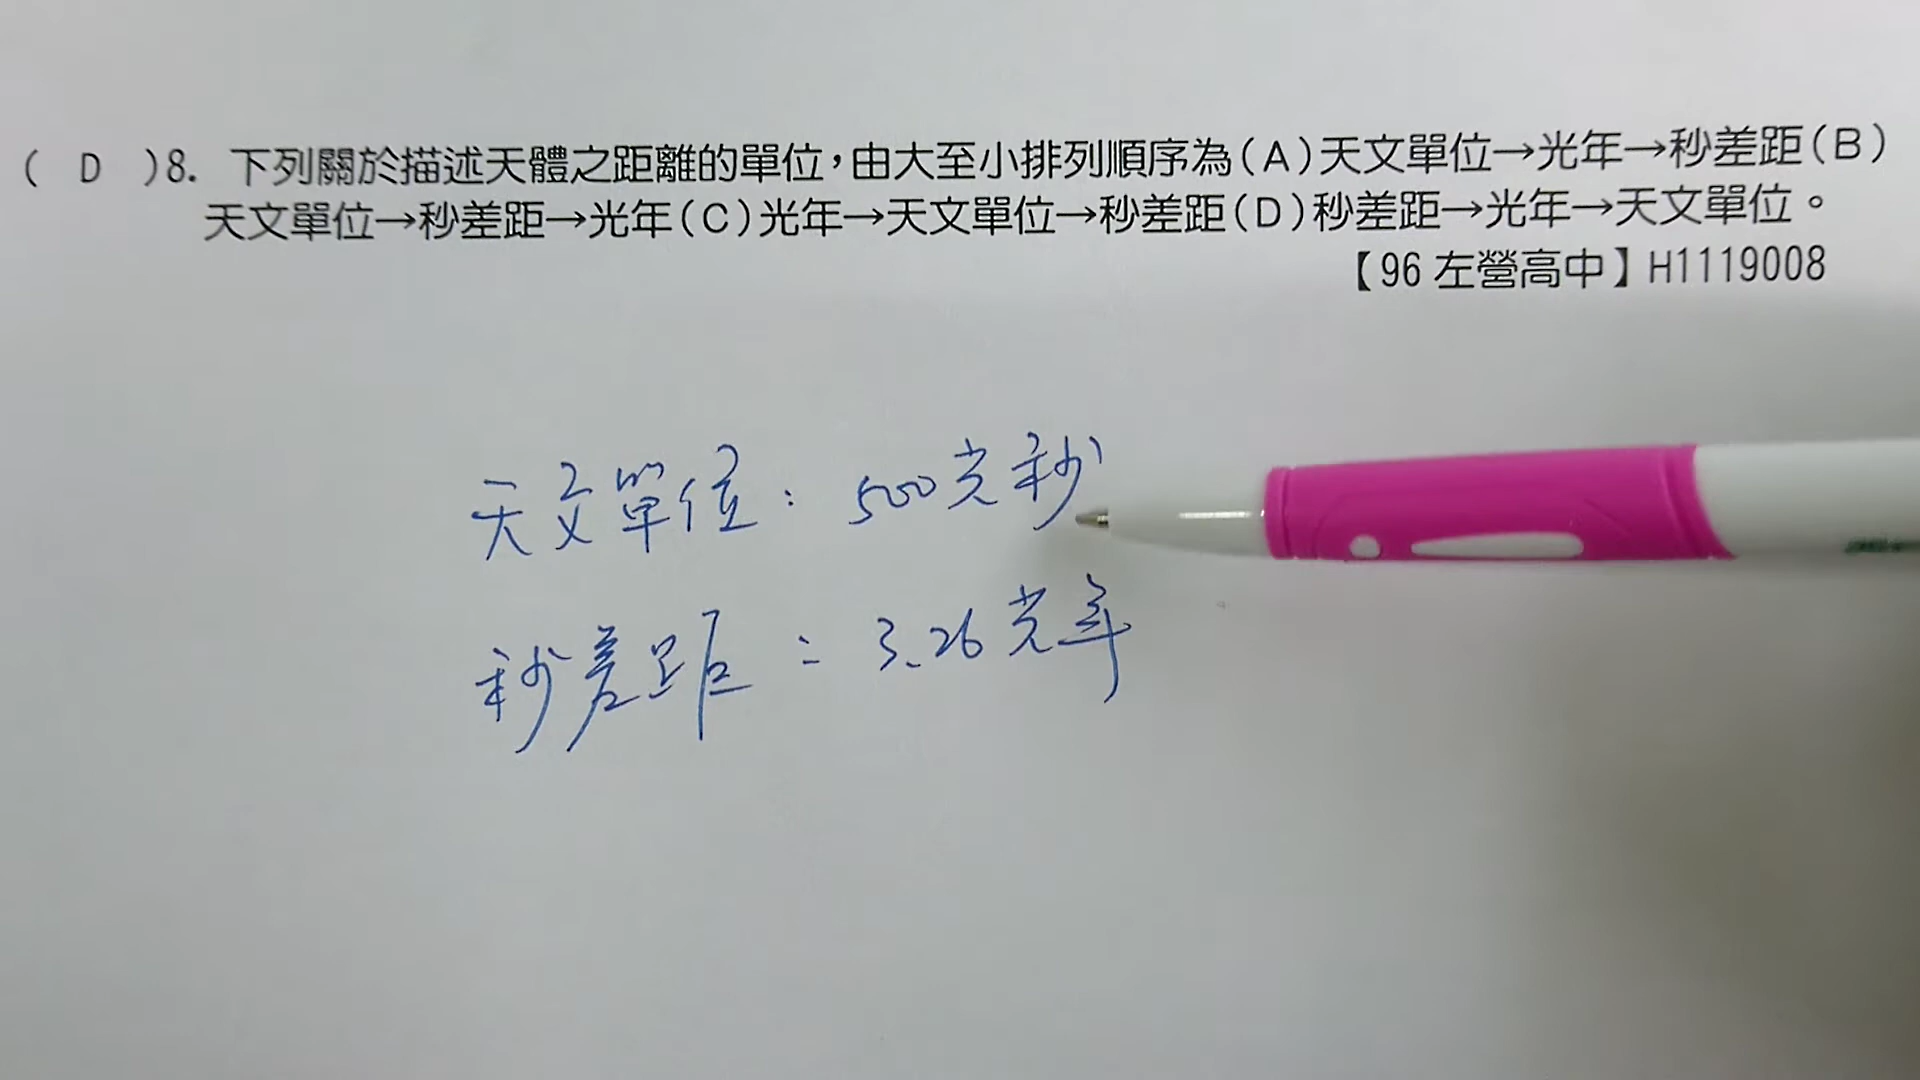 ( D )8. 下列關於描述天體之距離的單位，由大至小排列順序為(A)天文單位→光年→秒差距(B)
天文單位→秒差距→光年(C)光年→天文單位→秒差距(D)秒差距→光年→天文單位。
【96 左營高中】H1119008
天文單位：500光秒
秒差距：3.26光年